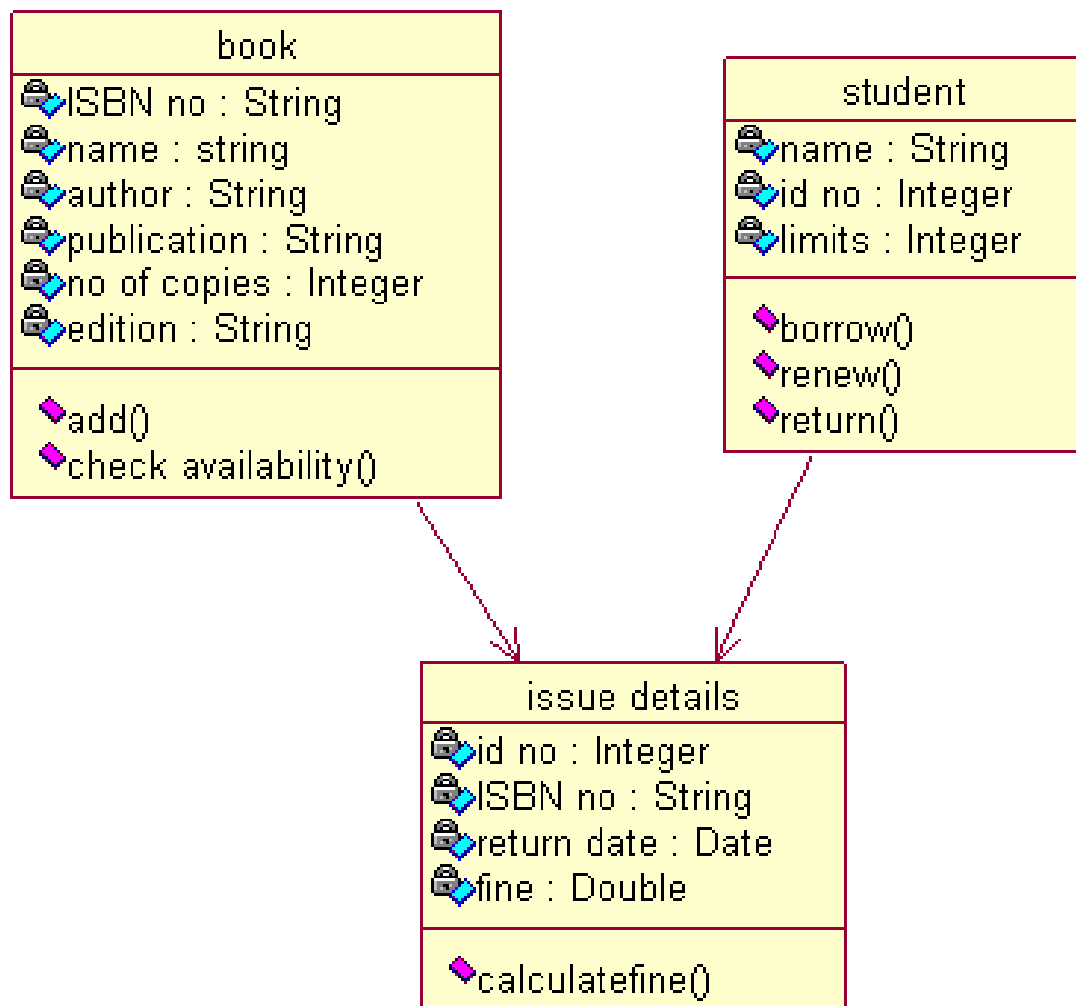 book
ISBN no : String
name : string
author : String
publication : String
no of copies : Integer
edition : String
add()
check availability()
student
name : String
id no : Integer
limits : Integer
borrow()
renew()
return()
issue details
id no : Integer
ISBN no : String
return date : Date
fine : Double
calculatefine()